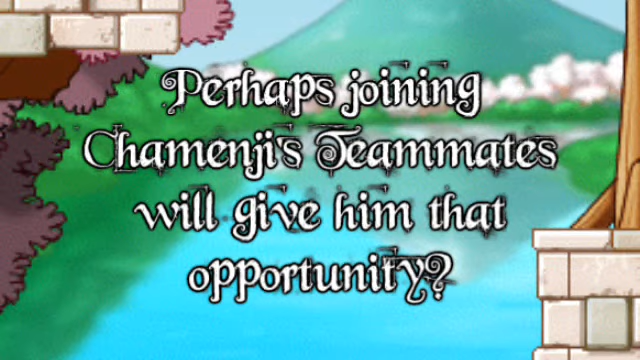 Perhaps joining
Chamenji's Teammates
will give him that
opportunity?